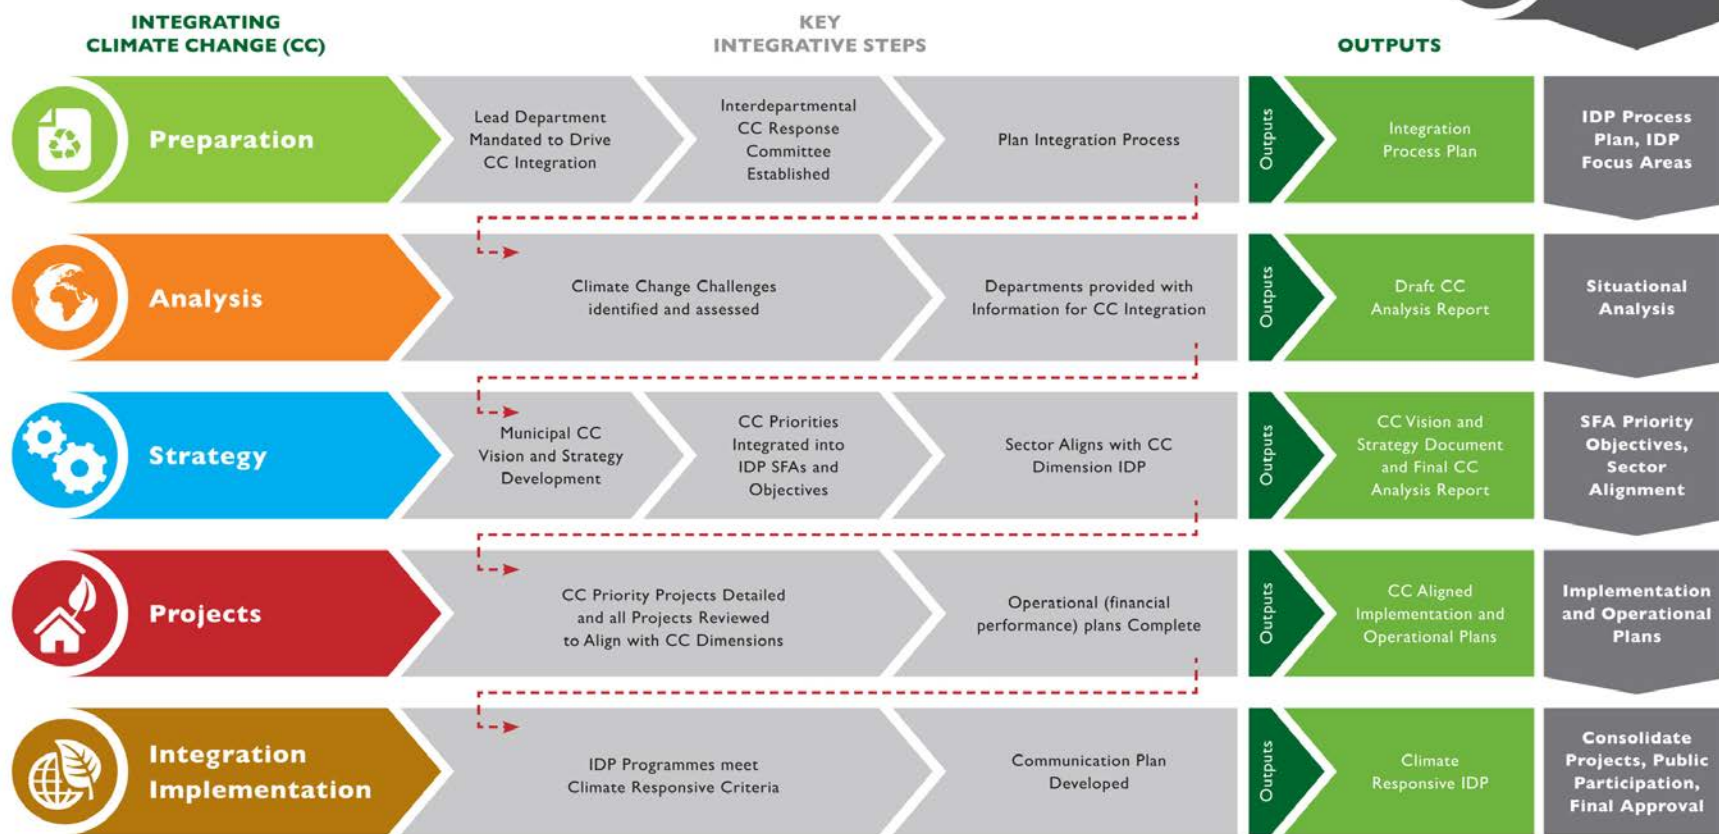 INTEGRATING
CLIMATE CHANGE (CC)
KEY
INTEGRATIVE STEPS
OUTPUTS
Preparation
Lead Department
Mandated to Drive
CC Integration
Interdepartmental
CC Response
Committee
Established
Plan Integration Process
Outputs
Integration
Process Plan
IDP Process
Plan, IDP
Focus Areas
Analysis
Climate Change Challenges
identified and assessed
Departments provided with
Information for CC Integration
Outputs
Draft CC
Analysis Report
Situational
Analysis
Strategy
Municipal CC
Vision and Strategy
Development
CC Priorities
Integrated into
IDP SFAs and
Objectives
Sector Aligns with CC
Dimension IDP
Outputs
CC Vision and
Strategy Document
and Final CC
Analysis Report
SFA Priority
Objectives,
Sector
Alignment
Projects
CC Priority Projects Detailed
and all Projects Reviewed
to Align with CC Dimensions
Operational (financial
performance) plans Complete
Outputs
CC Aligned
Implementation and
Operational Plans
Implementation
and Operational
Plans
Integration
Implementation
IDP Programmes meet
Climate Responsive Criteria
Communication Plan
Developed
Outputs
Climate
Responsive IDP
Consolidate
Projects, Public
Participation,
Final Approval